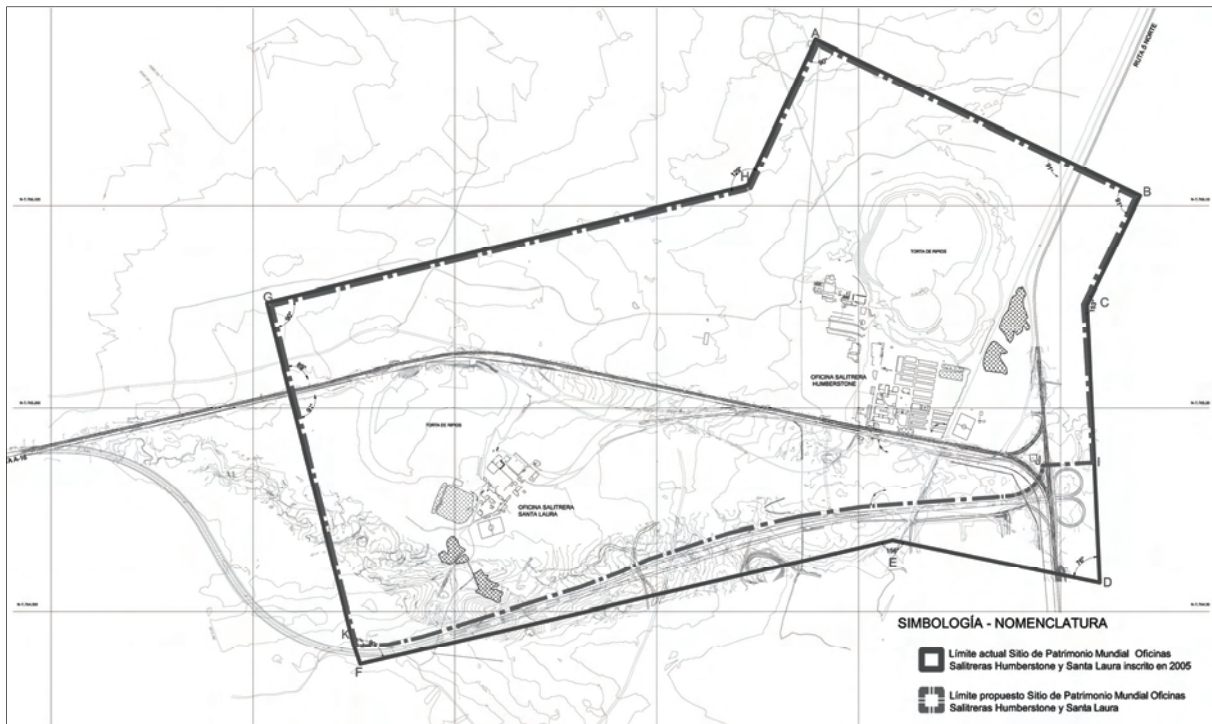 A
RUTA 5 NORTE
H
B
TORTA DE RIPIOS
G
C
OFICINA SALITRERA
HUMBERSTONE
TORTA DE RIPIOS
I
OFICINA SALITRERA
SANTA LAURA
E
D
K
F
SIMBOLOGÍA - NOMENCLATURA
Límite actual Sitio de Patrimonio Mundial Oficinas
Salitreras Humberstone y Santa Laura inscrito en 2005
Límite propuesto Sitio de Patrimonio Mundial Oficinas
Salitreras Humberstone y Santa Laura